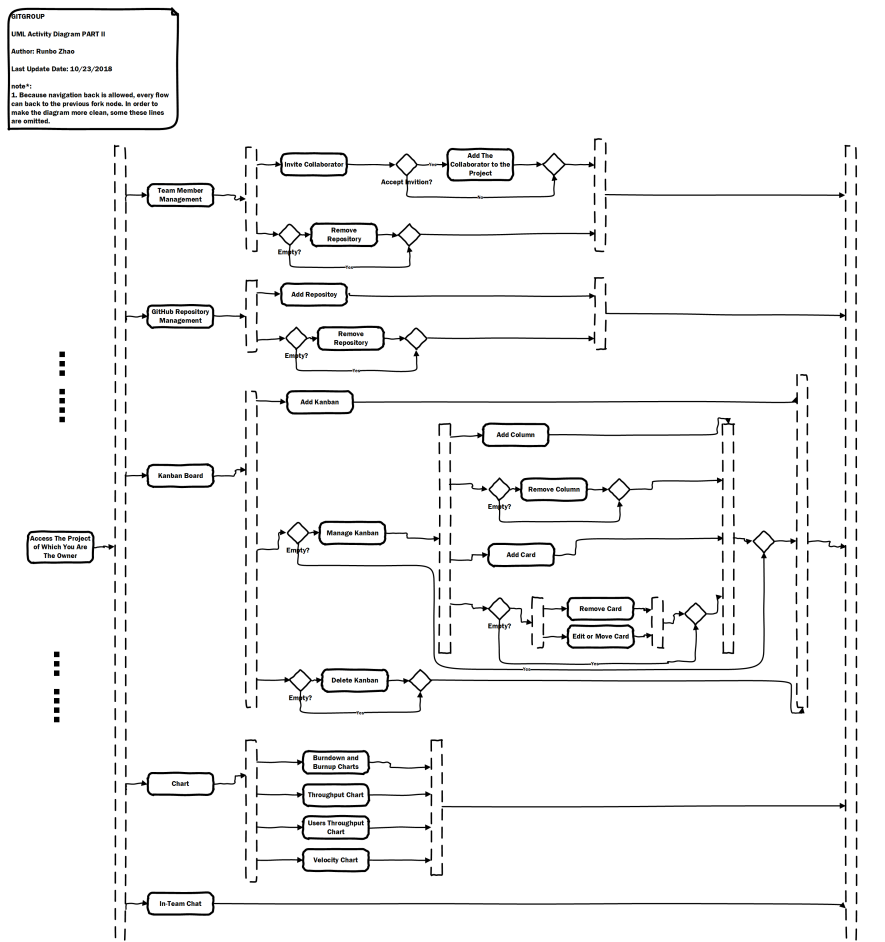 GITGROUP
UML Activity Diagram PART II
Author: Runbo Zhao
Last Update Date: 10/23/2018
note*:
1. Because navigation back is allowed, every flow
can back to the previous fork node. In order to
make the diagram more clean, some these lines
are omitted.
Invite Collaborator
Yes
Add The
Collaborator to the
Project
Accept Invition?
No
Team Member
Management
Remove
Repository
Empty?
Yes
Add Repositoy
GitHub Repository
Management
Remove
Repository
Empty?
Yes
Add Kanban
Add Column
Kanban Board
Remove Column
Empty?
Manage Kanban
Empty?
Access The Project
of Which You Are
The Owner
Add Card
Remove Card
Empty?
Edit or Move Card
Yes
Yes
Delete Kanban
Empty?
Yes
Burndown and
Burnup Charts
Chart
Throughput Chart
Users Throughput
Chart
Velocity Chart
In-Team Chat